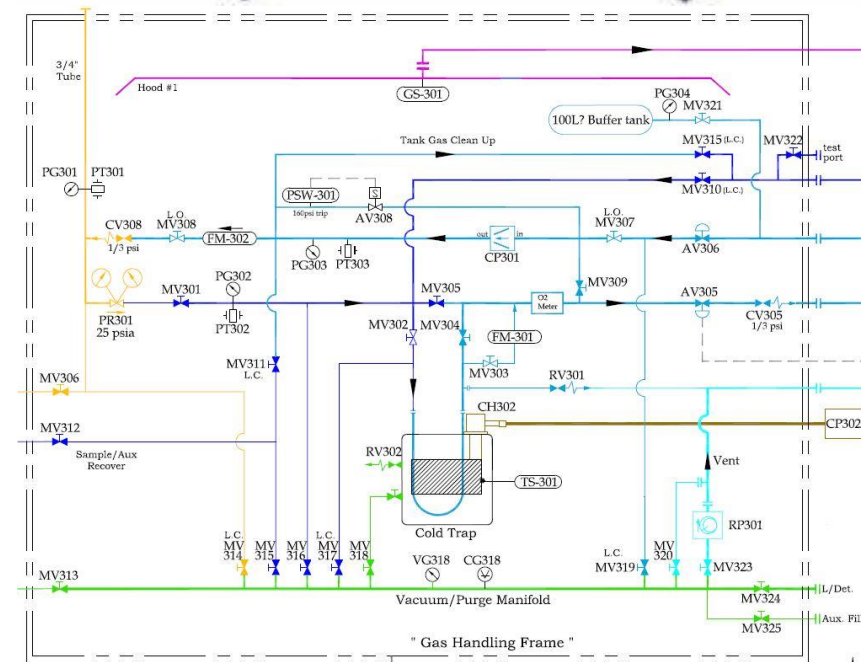 3/4"
Tube
Hood #1
GS-301
PG304
MV321
100L? Buffer tank
Tank Gas Clean Up
MV315 (L.C.)
MV322
test
port
PG301
PT301
PSW-301
160psi trip
S
AV308
MV310 (L.C.)
L.O.
MV308
CV308
1/3 psi
FM-302
PG303
PT303
out
in
CP301
L.O.
MV307
AV306
PR301
25 psia
MV301
PG302
PT302
MV305
O2
Meter
MV309
AV305
CV305
1/3 psi
MV302
MV304
FM-301
MV303
MV311
L.C.
MV306
RV301
CH302
CP302
MV312
Sample/Aux
Recover
RV302
TS-301
Vent
Cold Trap
RP301
L.C.
MV
314
MV
315
MV
316
L.C.
MV
317
MV
318
VG318
CG318
L.C.
MV319
MV
320
MV323
MV313
Vacuum/Purge Manifold
MV324
L/Det.
MV325
Aux. Fil
" Gas Handling Frame "